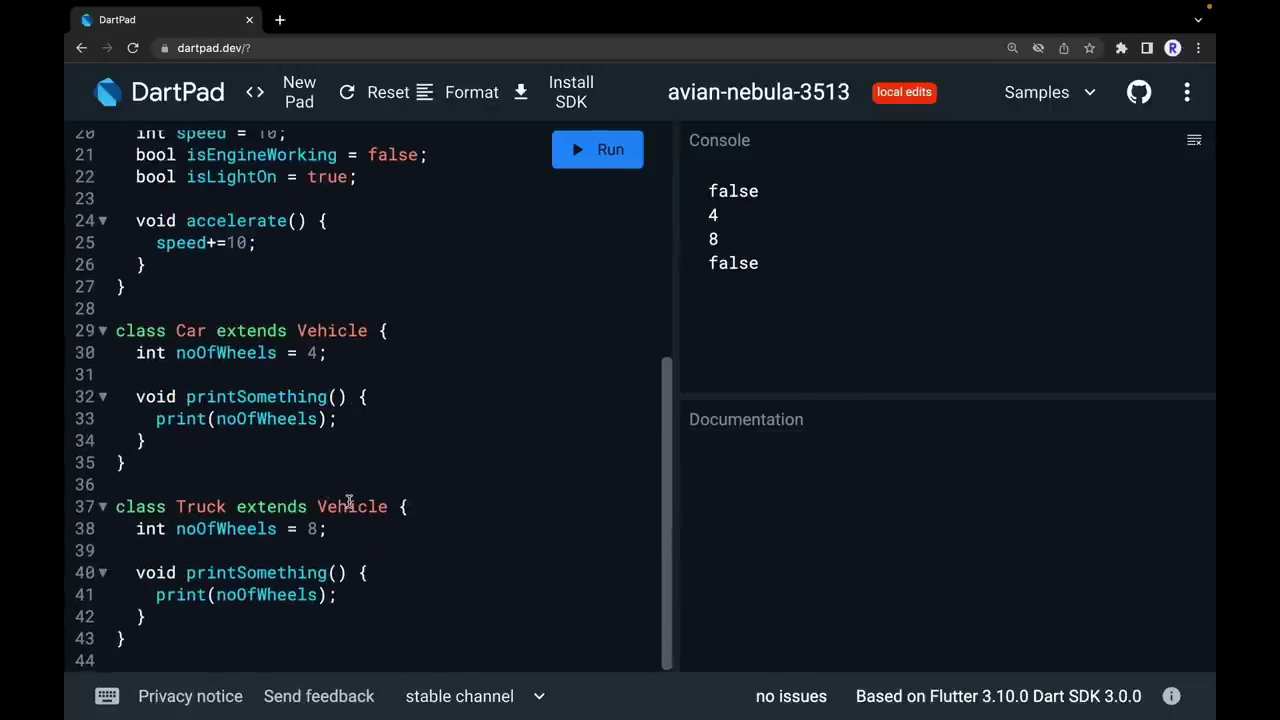 DartPad
dartpad.dev/?
R
DartPad
<>
New Pad
Reset
Format
Install SDK
avian-nebula-3513
local edits
Samples
20 int speed = 10;
21 bool isEngineWorking = false;
22 bool isLightOn = true;
23
24 void accelerate() {
25 speed+=10;
26 }
27 }
28
29 class Car extends Vehicle {
30 int noOfWheels = 4;
31
32 void printSomething() {
33 print(noOfWheels);
34 }
35 }
36
37 class Truck extends Vehicle {
38 int noOfWheels = 8;
39
40 void printSomething() {
41 print(noOfWheels);
42 }
43 }
44
Run
Console
false
4
8
false
Documentation
Privacy notice
Send feedback
stable channel
no issues
Based on Flutter 3.10.0 Dart SDK 3.0.0